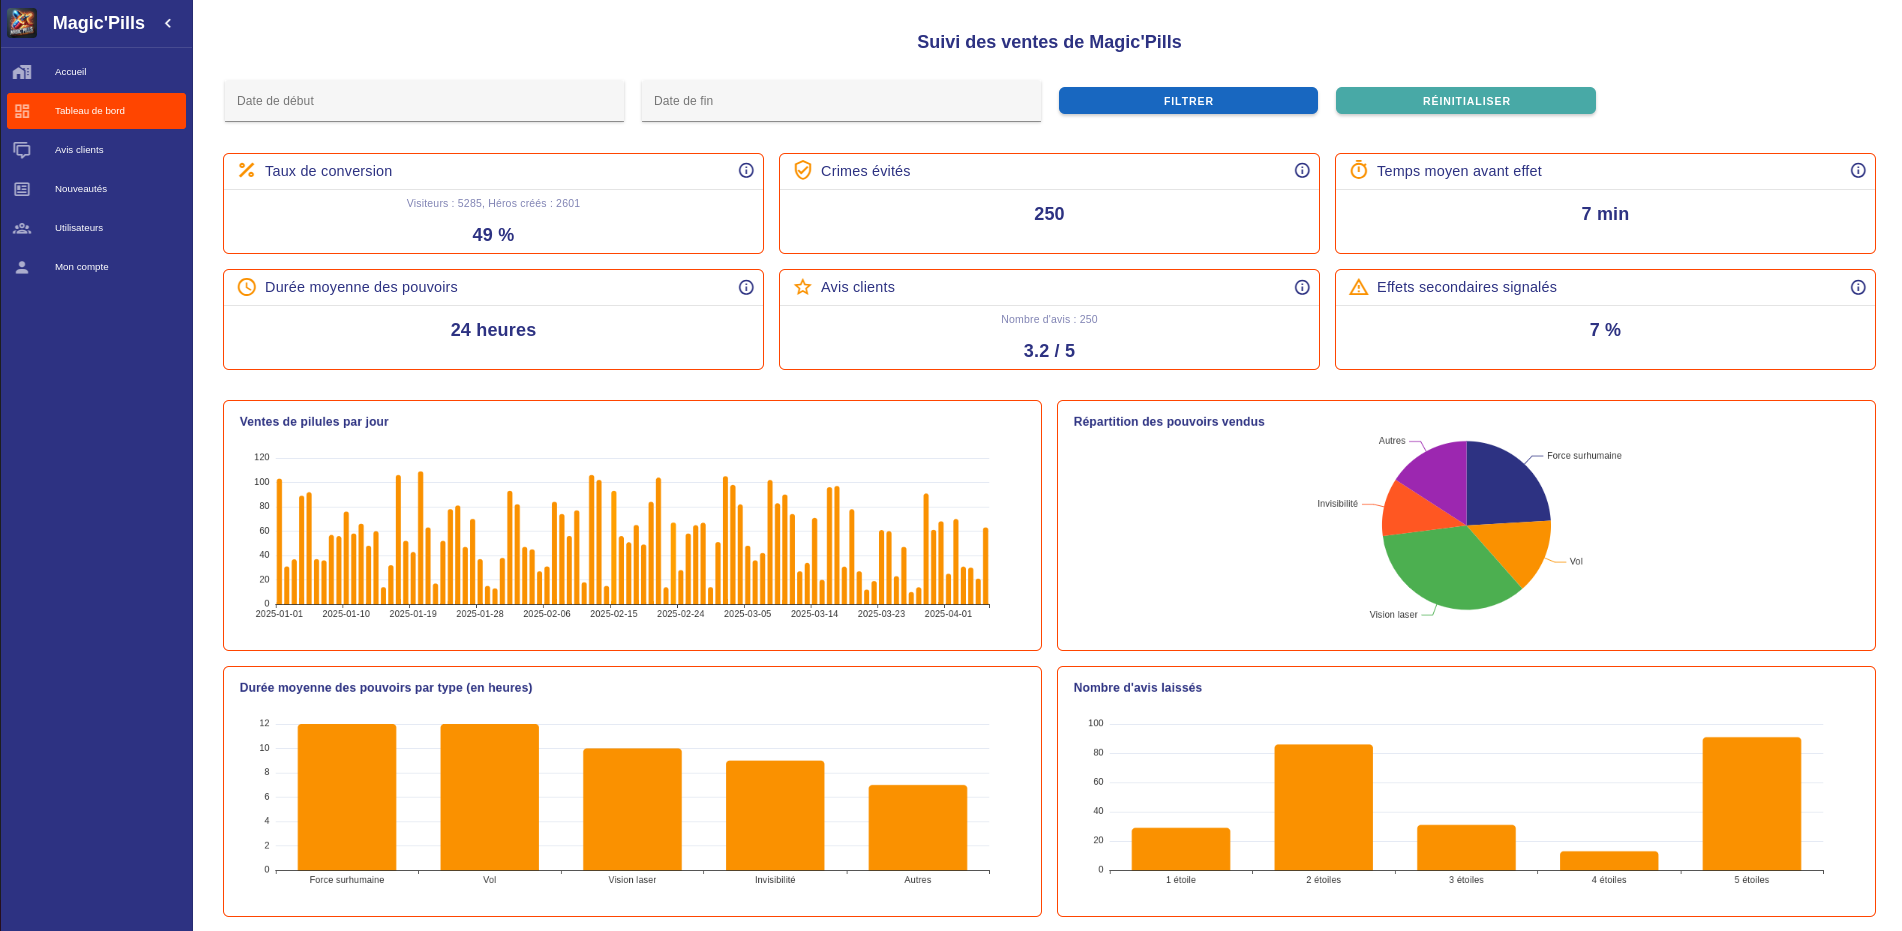 Magic'Pills
Accueil
Tableau de bord
Avis clients
Nouveautés
Utilisateurs
Mon compte
Suivi des ventes de Magic'Pills
Date de début
Date de fin
FILTRER
RÉINITIALISER
Taux de conversion
Visiteurs : 5285, Héros créés : 2601
49 %
Crimes évités
250
Temps moyen avant effet
7 min
Durée moyenne des pouvoirs
24 heures
Avis clients
Nombre d'avis : 250
3.2 / 5
Effets secondaires signalés
7 %
Ventes de pilules par jour
120
100
80
60
40
20
0
2025-01-01 2025-01-10 2025-01-19 2025-01-28 2025-02-06 2025-02-15 2025-02-24 2025-03-05 2025-03-14 2025-03-23 2025-04-01
Répartition des pouvoirs vendus
Autres
Force surhumaine
Invisibilité
Vol
Vision laser
Durée moyenne des pouvoirs par type (en heures)
12
10
8
6
4
2
0
Force surhumaine Vol Vision laser Invisibilité Autres
Nombre d'avis laissés
100
80
60
40
20
0
1 étoile 2 étoiles 3 étoiles 4 étoiles 5 étoiles